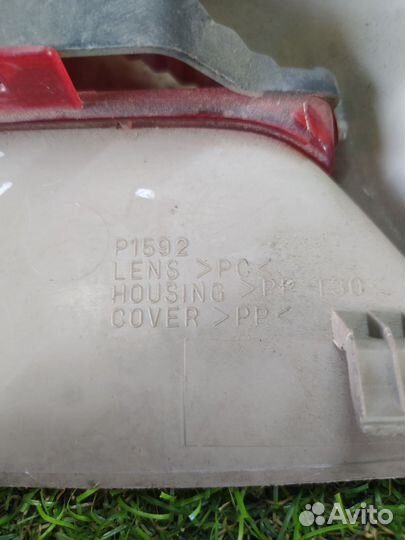 P1592
LENS >PC<
HOUSING >PP-T30
COVER >PP<
Avito